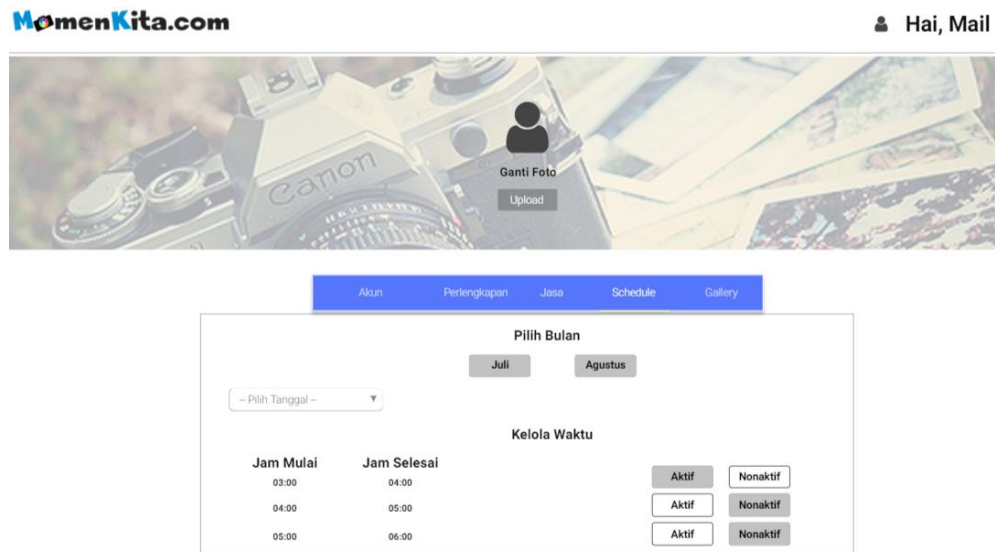 MomenKita.com
Hai, Mail
Canon
Ganti Foto
Upload
Akun Perlengkapan Jasa Schedule Gallery
Pilih Bulan
Juli Agustus
-- Pilih Tanggal -- ▼
Kelola Waktu
Jam Mulai Jam Selesai
03:00 04:00 Aktif Nonaktif
04:00 05:00 Aktif Nonaktif
05:00 06:00 Aktif Nonaktif